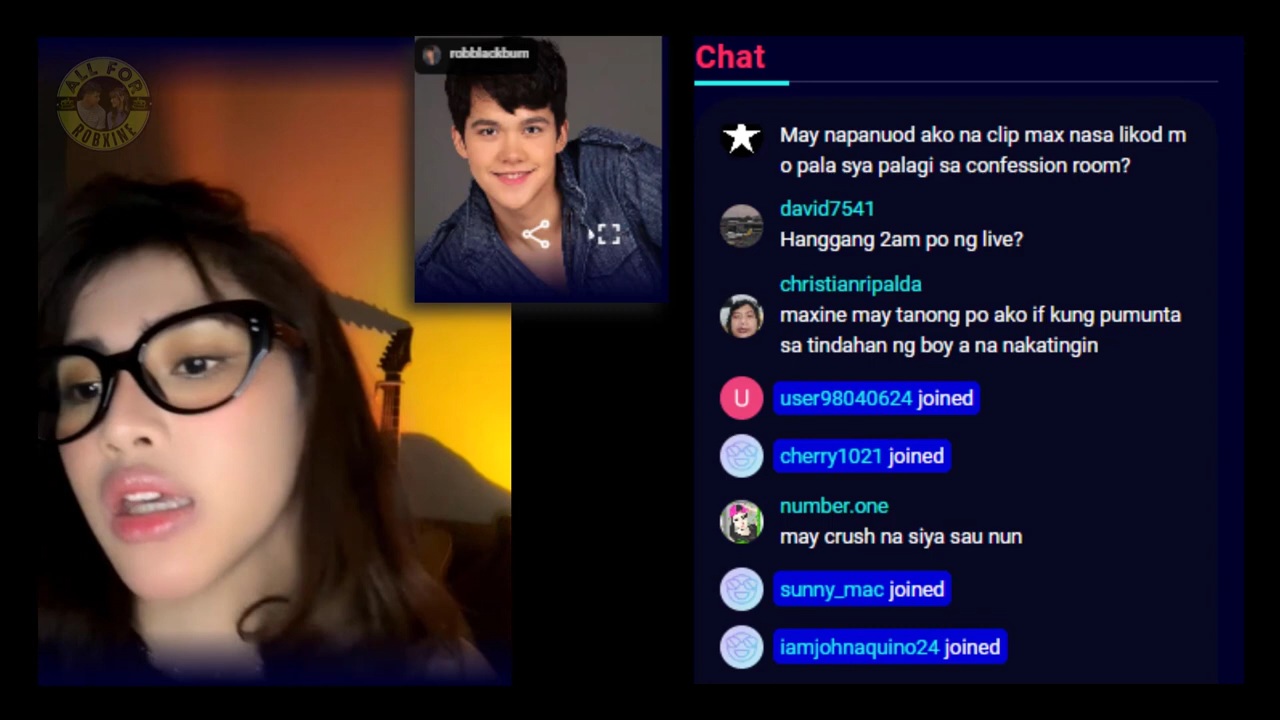 ALL FOR
ROBXINE
robblackburn
Chat
May napanuod ako na clip max nasa likod m
o pala sya palagi sa confession room?
david7541
Hanggang 2am po ng live?
christianripalda
maxine may tanong po ako if kung pumunta
sa tindahan ng boy a na nakatingin
U
user98040624 joined
cherry1021 joined
number.one
may crush na siya sau nun
sunny_mac joined
iamjohnaquino24 joined